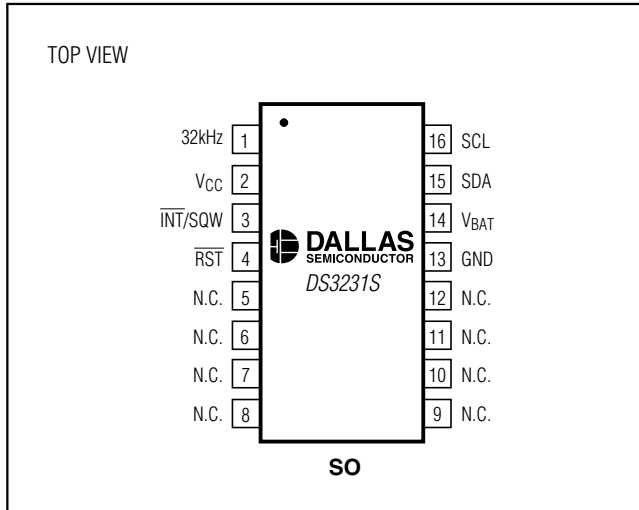 TOP VIEW
32kHz 1 16 SCL
VCC 2 15 SDA
INT/SQW 3 14 VBAT
RST 4 13 GND
N.C. 5 12 N.C.
N.C. 6 11 N.C.
N.C. 7 10 N.C.
N.C. 8 9 N.C.
DALLAS
SEMICONDUCTOR
DS3231S
SO